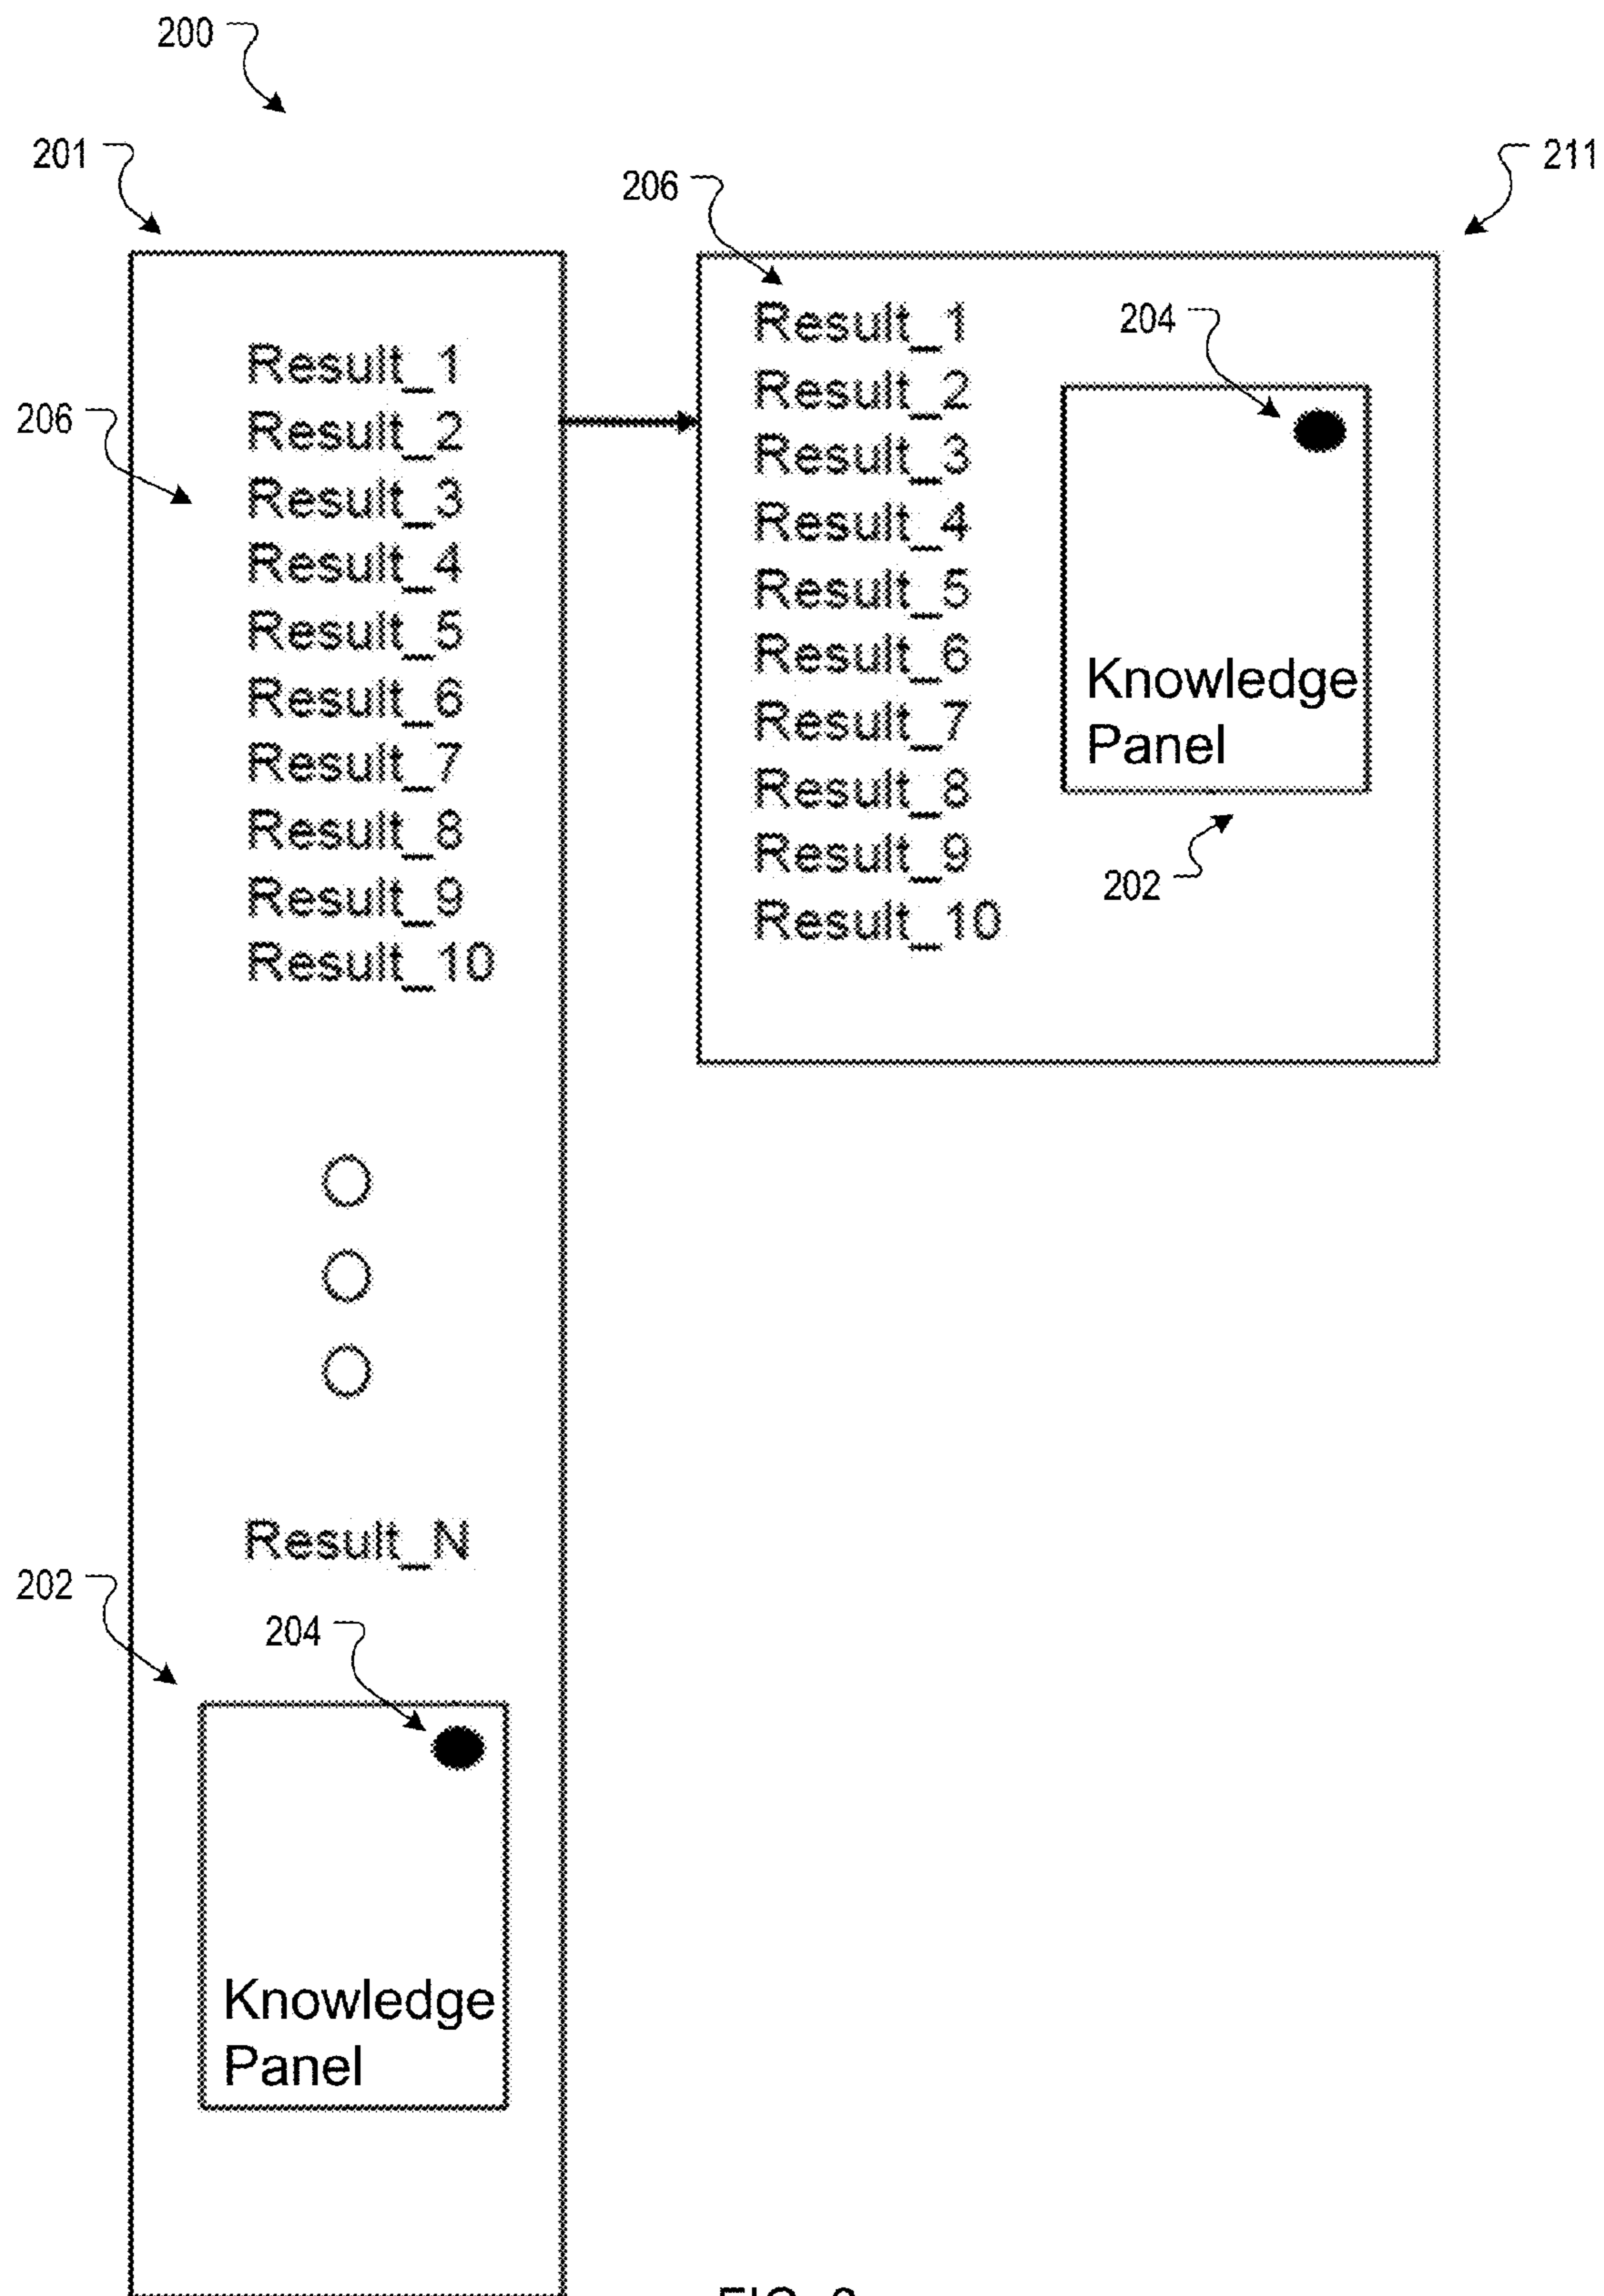 200
201
211
206
Result_1
Result_2
Result_3
Result_4
Result_5
Result_6
Result_7
Result_8
Result_9
Result_10
204
Knowledge
Panel
202
206
Result_1
Result_2
Result_3
Result_4
Result_5
Result_6
Result_7
Result_8
Result_9
Result_10
Result_N
202
204
Knowledge
Panel
FIG.